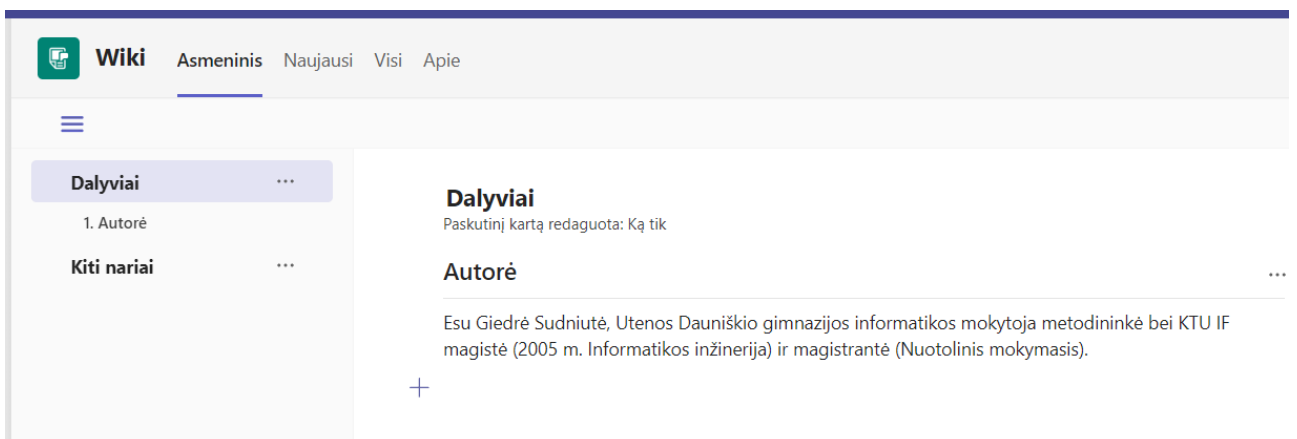 Wiki Asmeninis Naujausi Visi Apie
Dalyviai ...
1. Autorė
Kiti nariai ...
Dalyviai
Paskutinį kartą redaguota: Ką tik
Autorė ...
Esu Giedrė Sudniutė, Utenos Dauniškio gimnazijos informatikos mokytoja metodininkė bei KTU IF
magistė (2005 m. Informatikos inžinerija) ir magistrantė (Nuotolinis mokymasis).